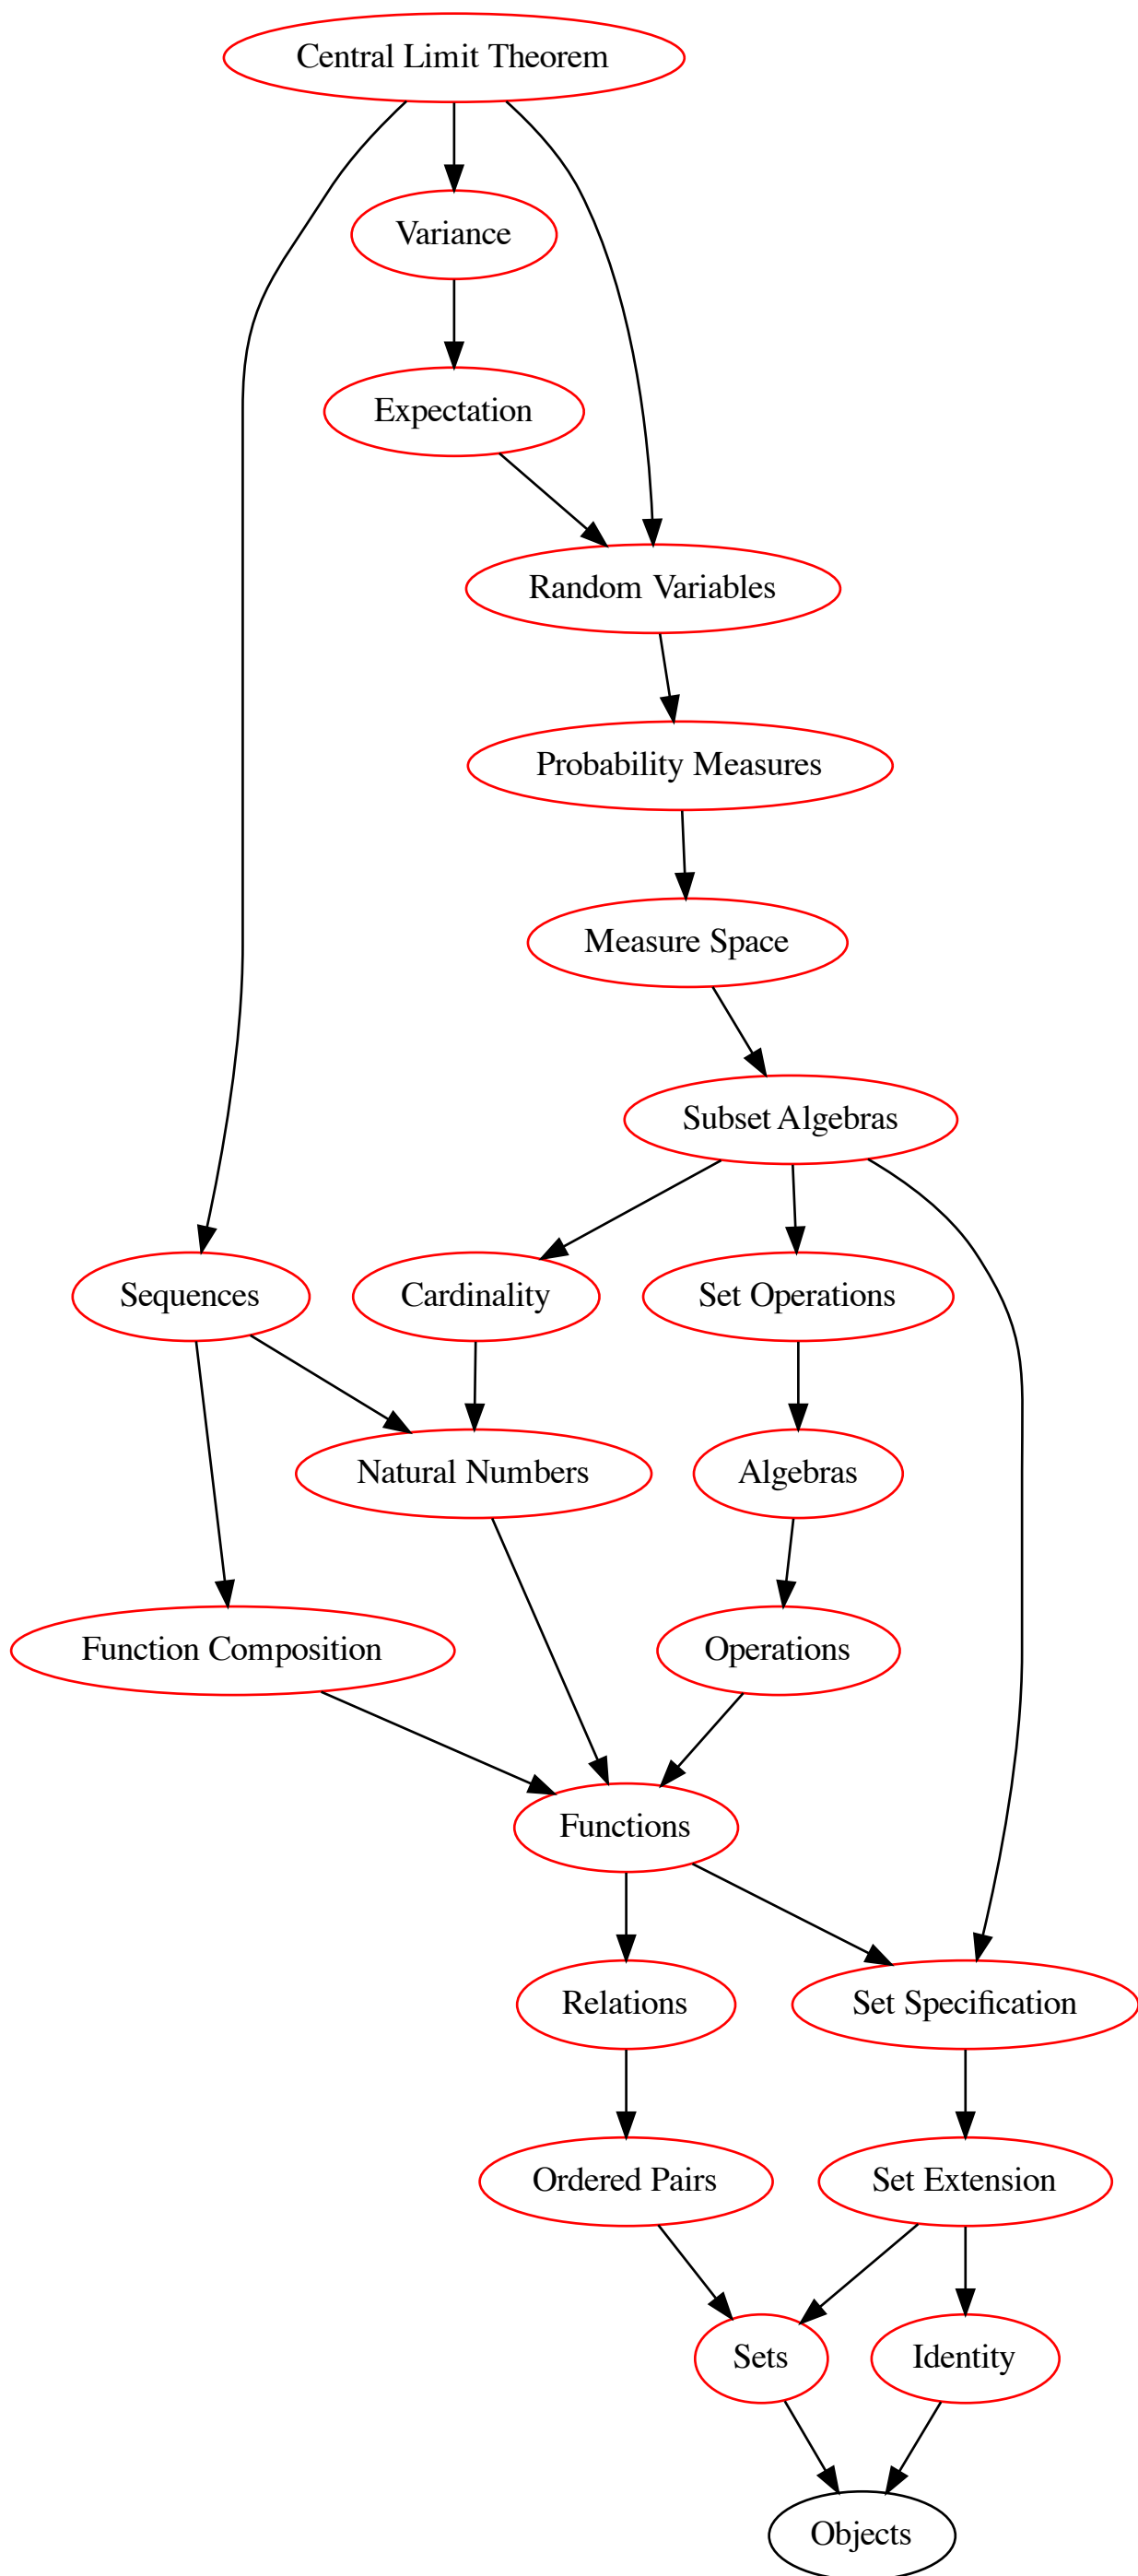 Central Limit Theorem
Variance
Expectation
Random Variables
Probability Measures
Measure Space
Subset Algebras
Sequences
Cardinality
Set Operations
Natural Numbers
Algebras
Function Composition
Operations
Functions
Relations
Set Specification
Ordered Pairs
Set Extension
Sets
Identity
Objects